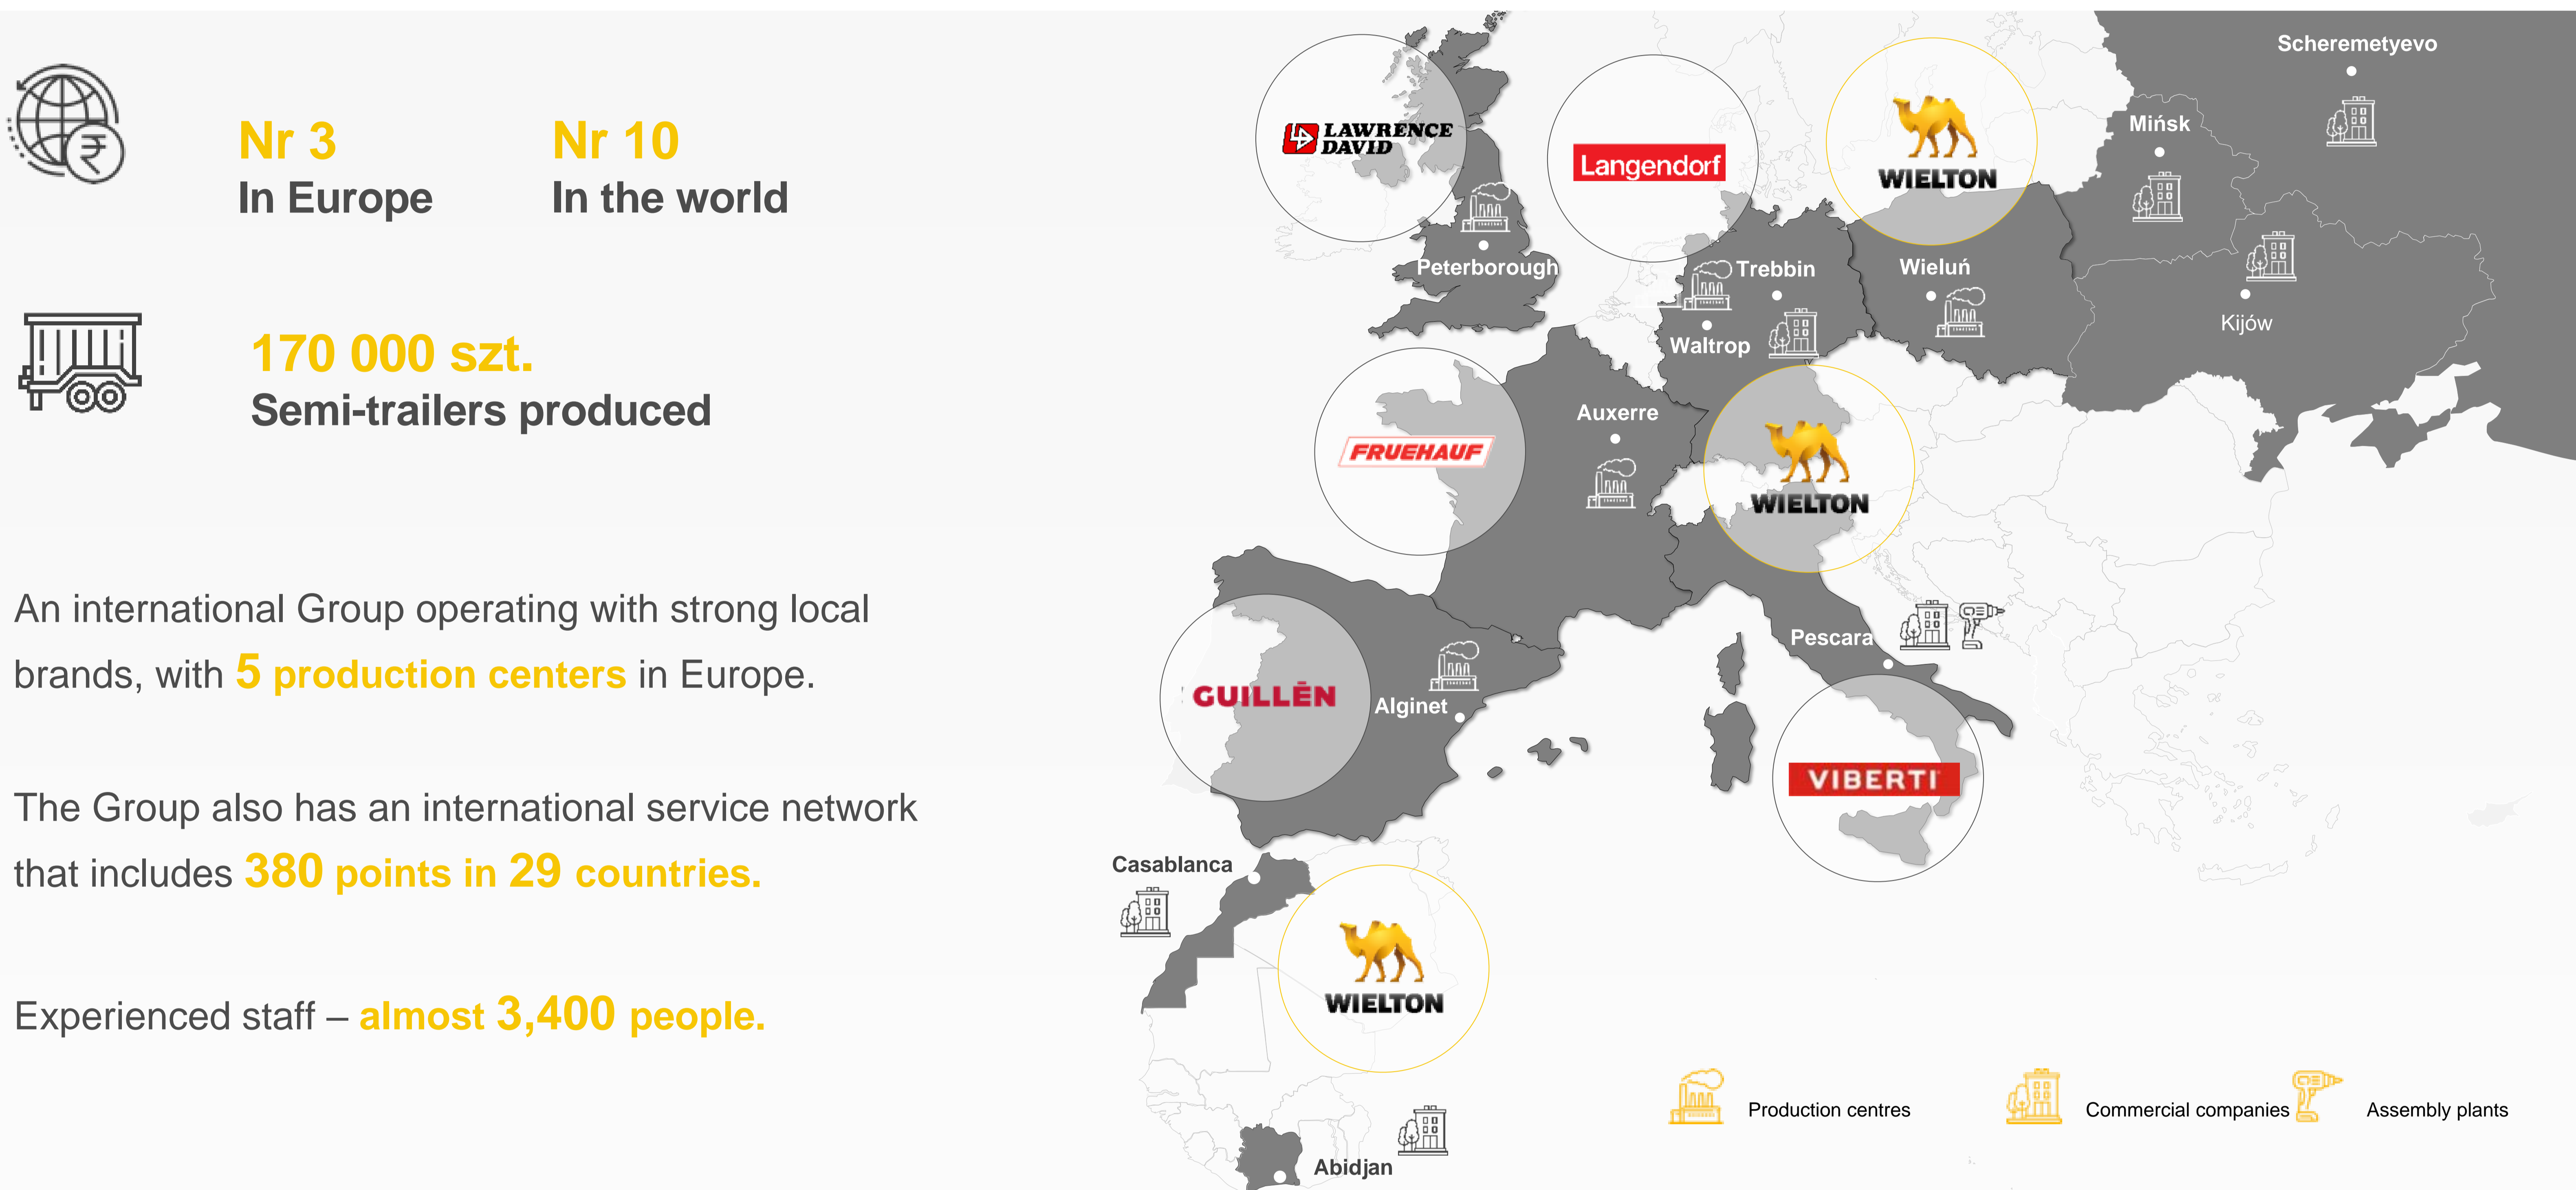 Nr 3
In Europe
Nr 10
In the world
170 000 szt.
Semi-trailers produced
An international Group operating with strong local
brands, with 5 production centers in Europe.
The Group also has an international service network
that includes 380 points in 29 countries.
Experienced staff – almost 3,400 people.
Scheremetyevo
Mińsk
LAWRENCE
DAVID
Langendorf
WIELTON
Peterborough
Trebbin
Wieluń
Kijów
Waltrop
Auxerre
FRUEHAUF
WIELTON
Pescara
GUILLĒN
Alginet
VIBERTI
Casablanca
WIELTON
Abidjan
Production centres
Commercial companies
Assembly plants